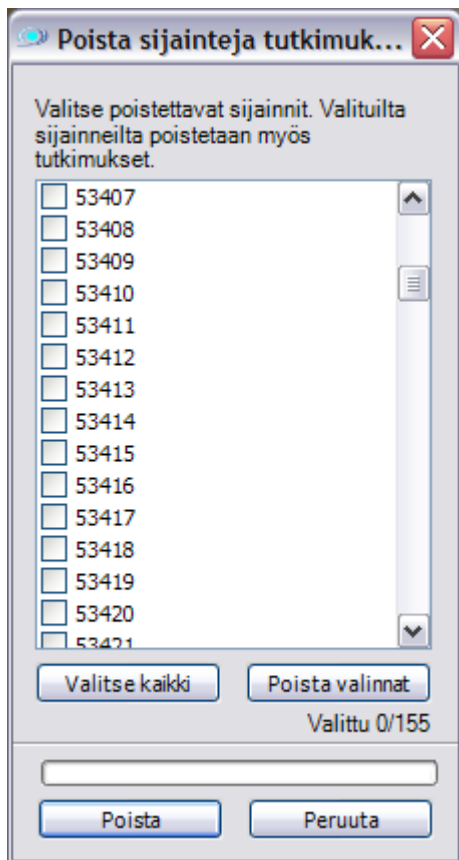 Poista sijainteja tutkimuk...
Valitse poistettavat sijainnit. Valituilta
sijainneilta poistetaan myös
tutkimukset.
53407
53408
53409
53410
53411
53412
53413
53414
53415
53416
53417
53418
53419
53420
53421
Valitse kaikki Poista valinnat
Valittu 0/155
Poista Peruuta